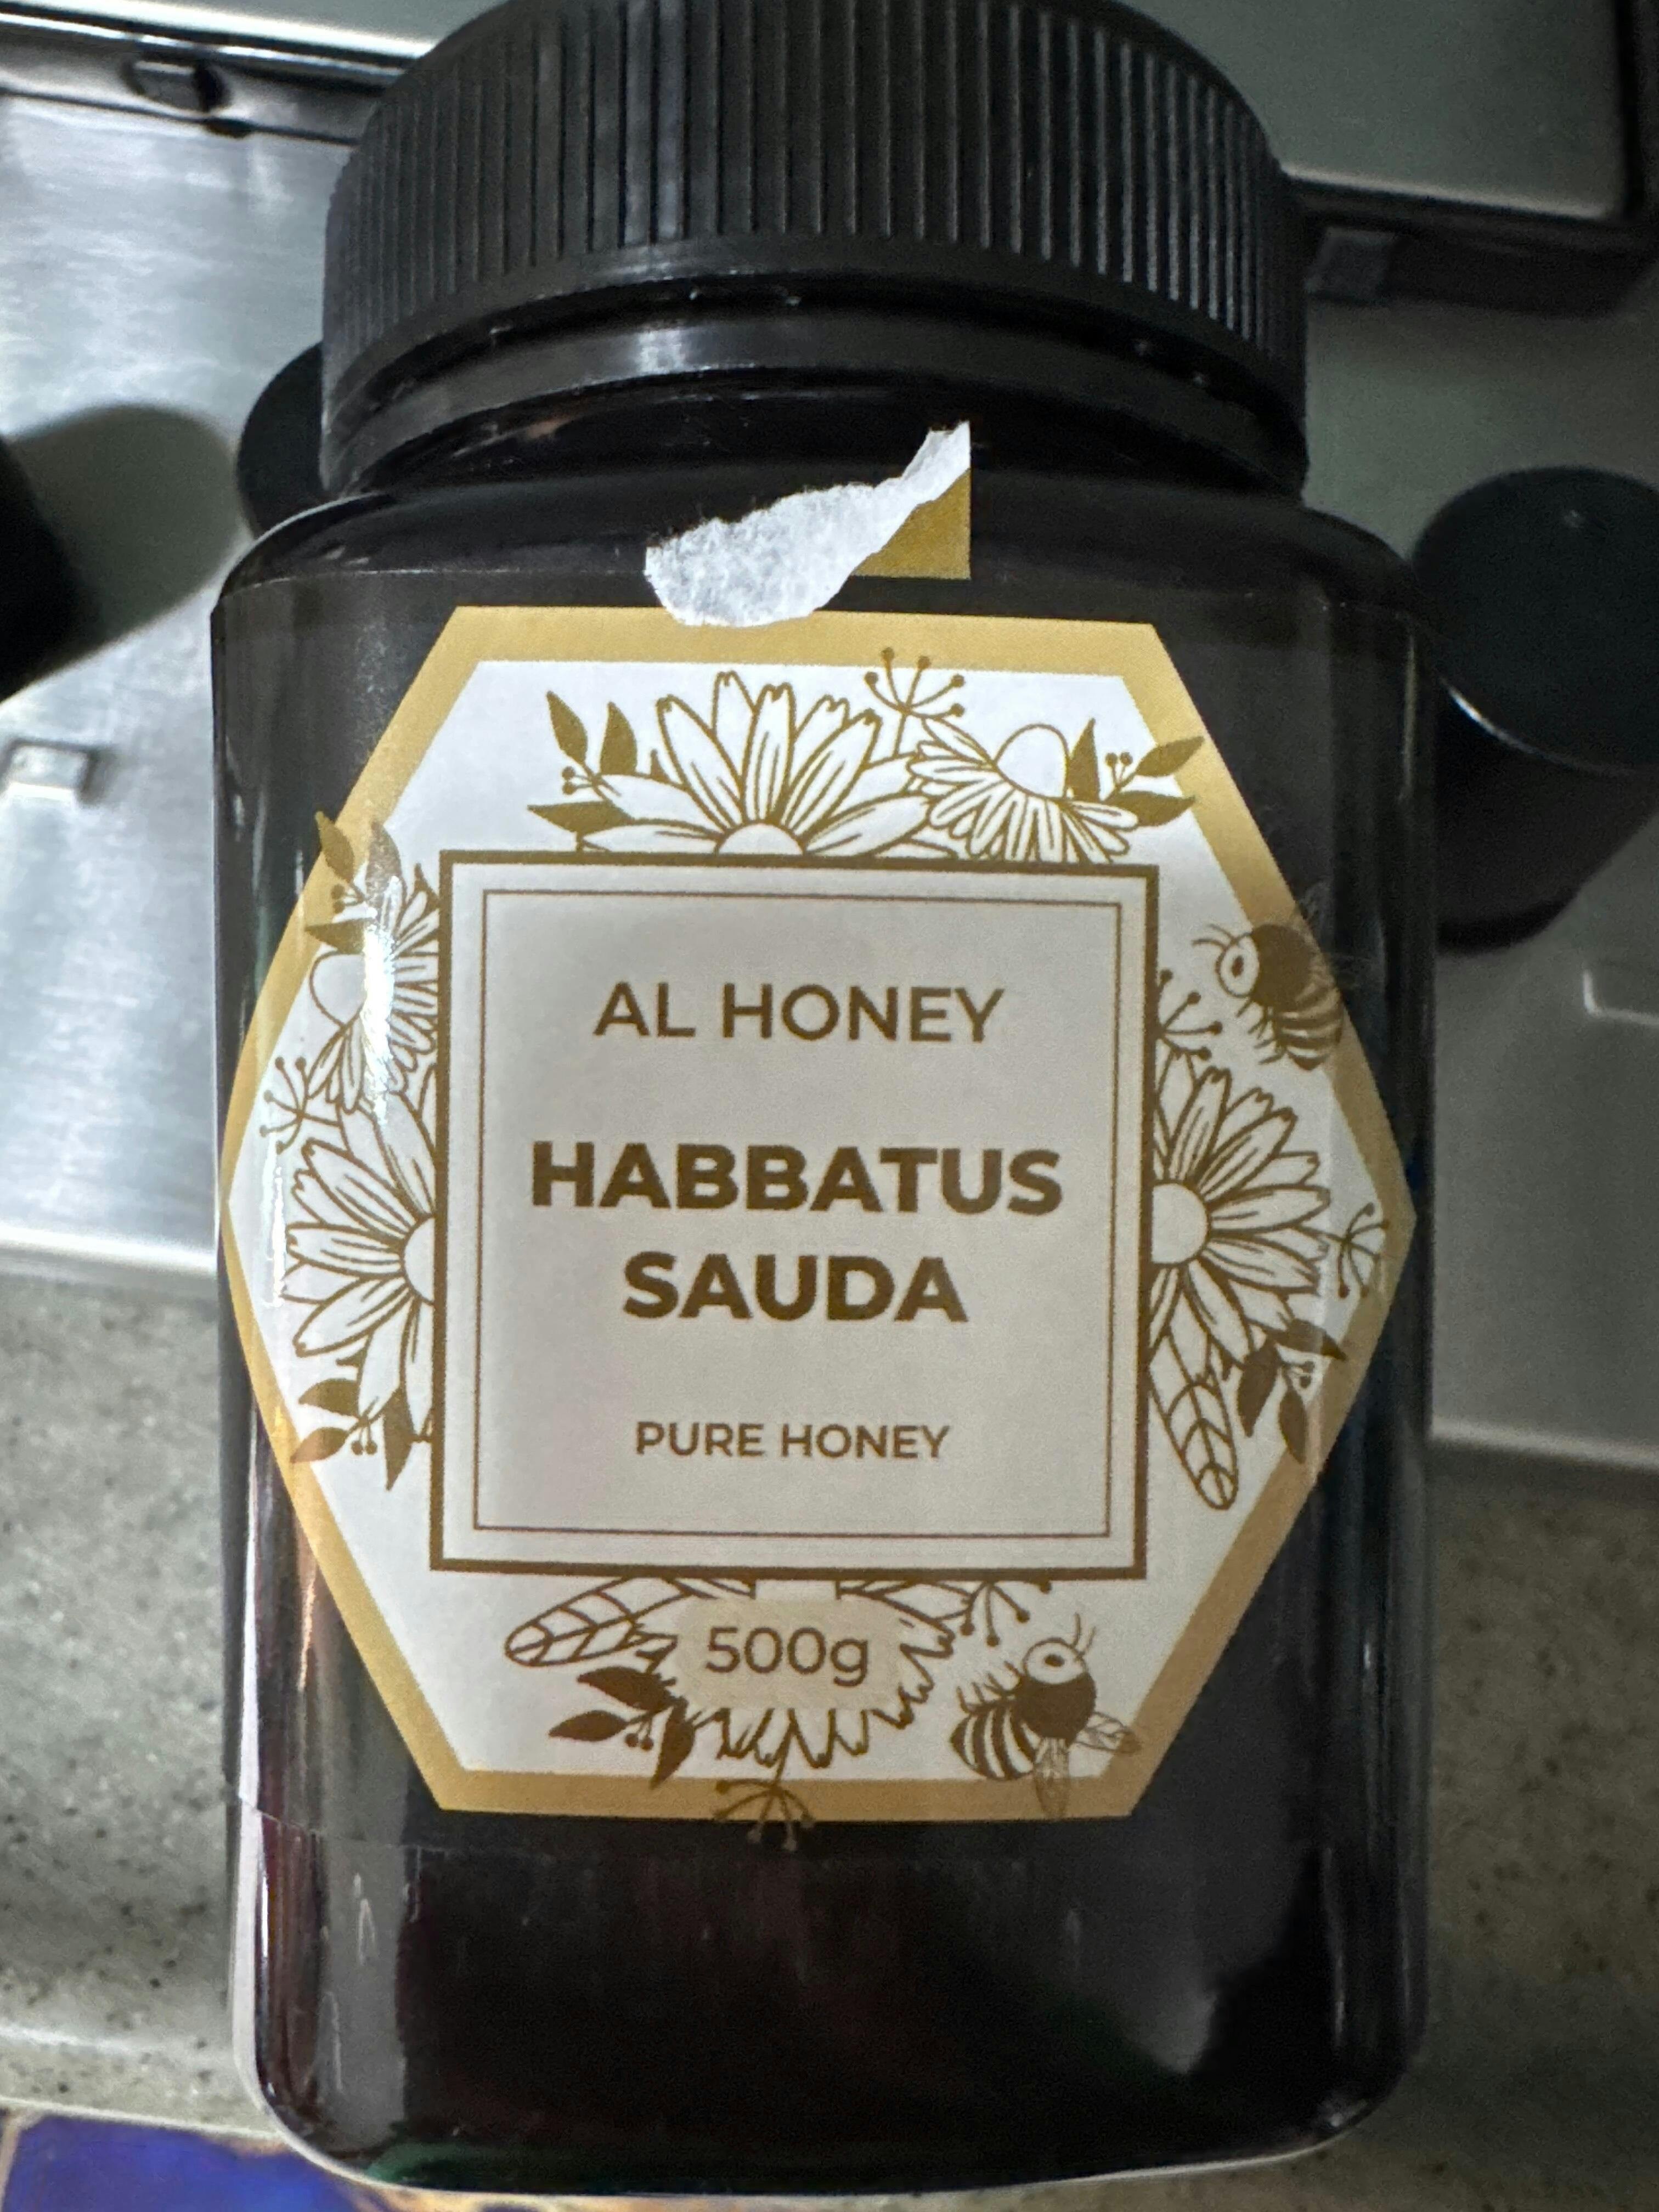 AL HONEY
HABBATUS
SAUDA
PURE HONEY
500g